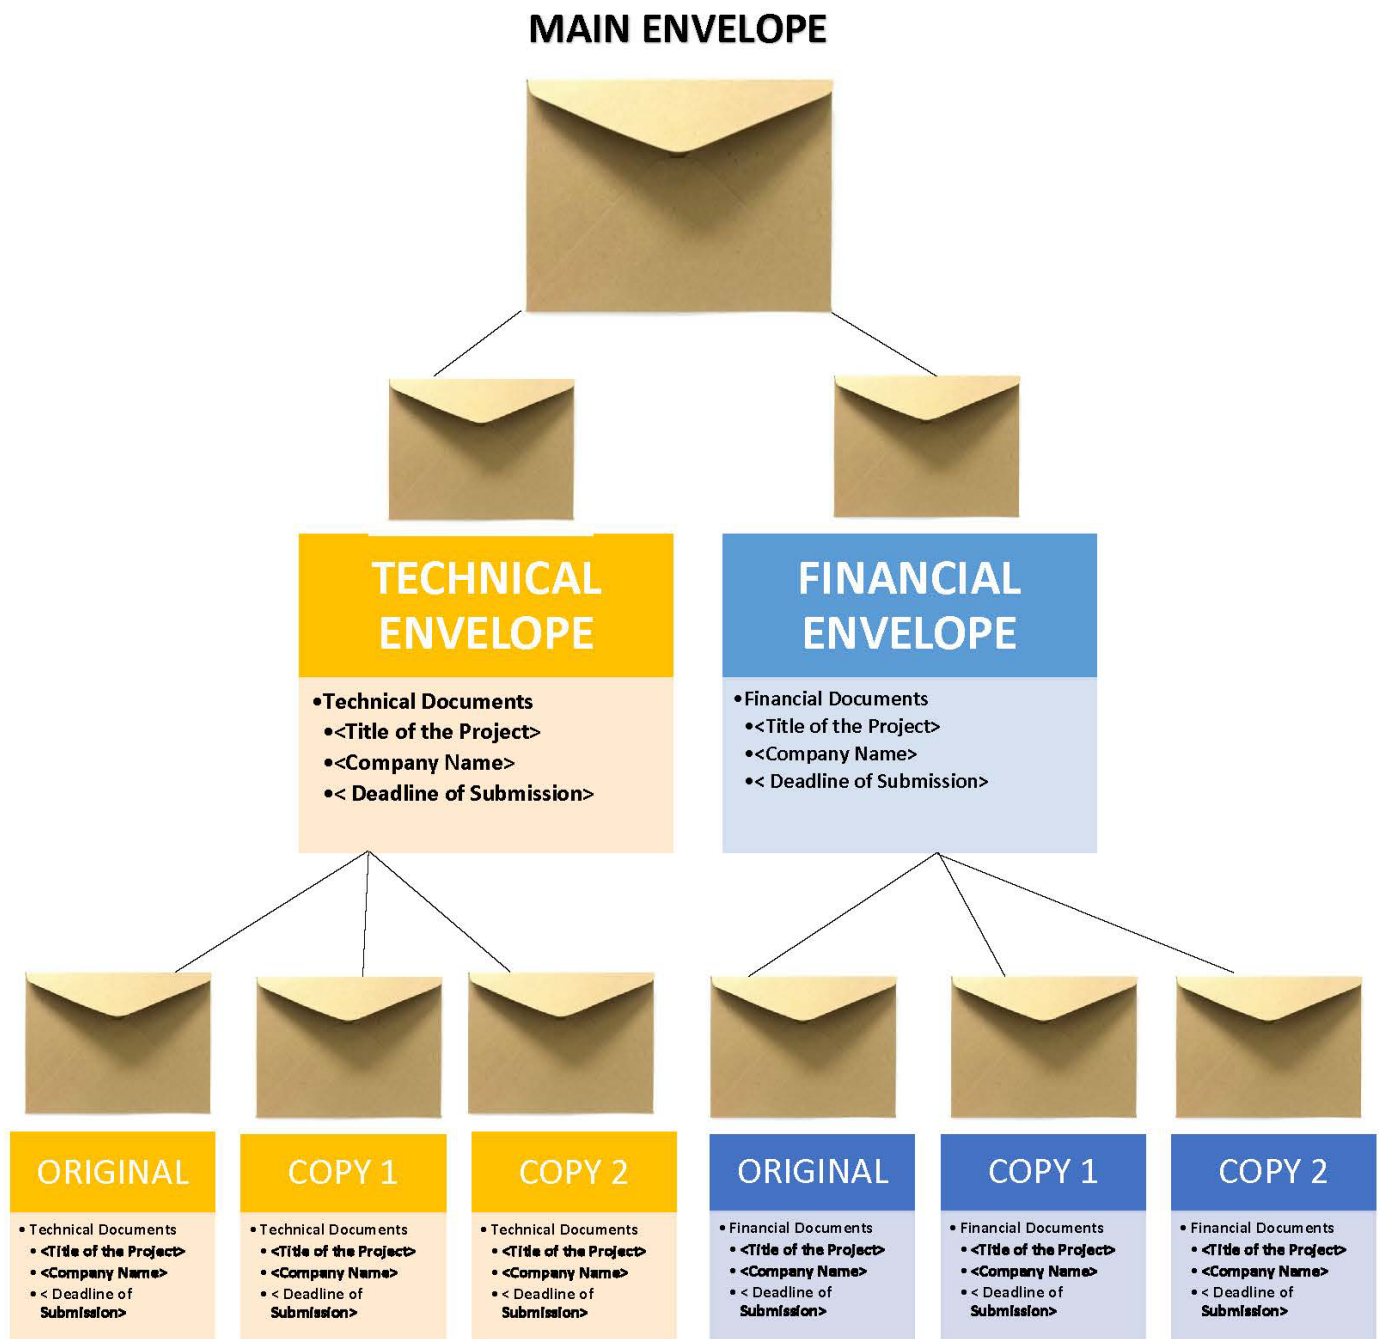 MAIN ENVELOPE
TECHNICAL
ENVELOPE
•Technical Documents
•<Title of the Project>
•<Company Name>
•< Deadline of Submission>
FINANCIAL
ENVELOPE
•Financial Documents
•<Title of the Project>
•<Company Name>
•< Deadline of Submission>
ORIGINAL
• Technical Documents
• <Title of the Project>
• <Company Name>
• < Deadline of
Submission>
COPY 1
• Technical Documents
• <Title of the Project>
• <Company Name>
• < Deadline of
Submission>
COPY 2
• Technical Documents
• <Title of the Project>
• <Company Name>
• < Deadline of
Submission>
ORIGINAL
• Financial Documents
• <Title of the Project>
• <Company Name>
• < Deadline of
Submission>
COPY 1
• Financial Documents
• <Title of the Project>
• <Company Name>
• < Deadline of
Submission>
COPY 2
• Financial Documents
• <Title of the Project>
• <Company Name>
• < Deadline of
Submission>